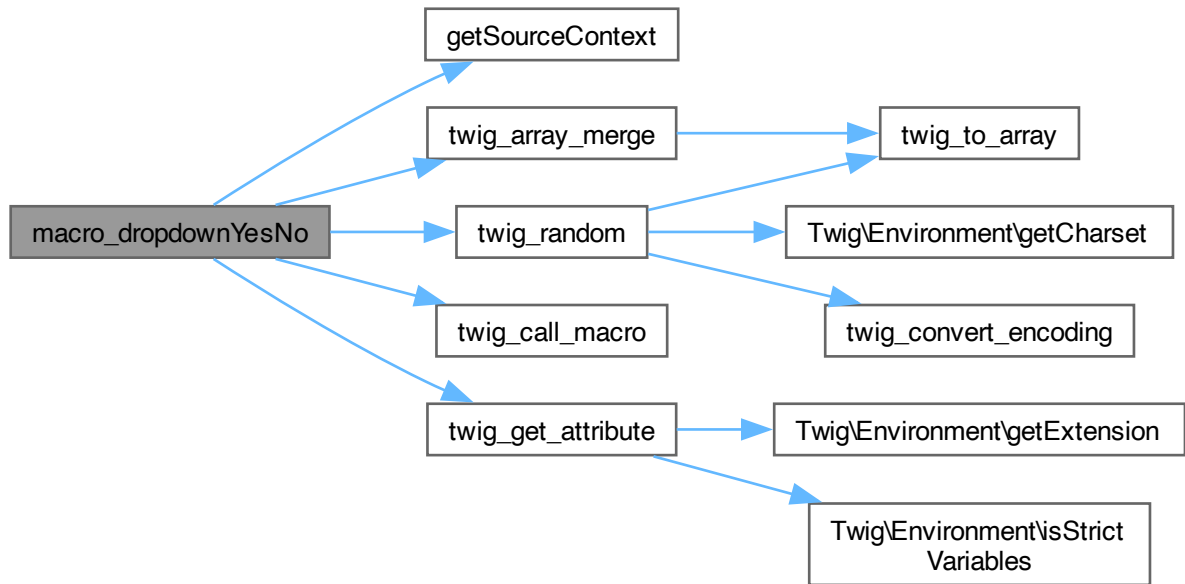 getSourceContext
twig_array_merge
twig_to_array
macro_dropdownYesNo
twig_random
Twig\Environment\getCharset
twig_call_macro
twig_convert_encoding
twig_get_attribute
Twig\Environment\getExtension
Twig\Environment\isStrict
Variables